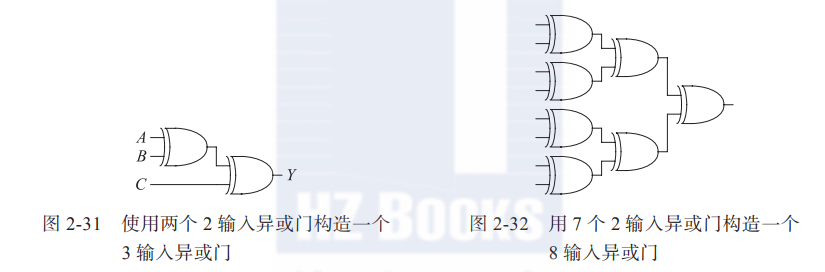 A
B
C
Y
图 2-31 使用两个 2 输入异或门构造一个
3 输入异或门
图 2-32 用 7 个 2 输入异或门构造一个
8 输入异或门
HZ BOOKS